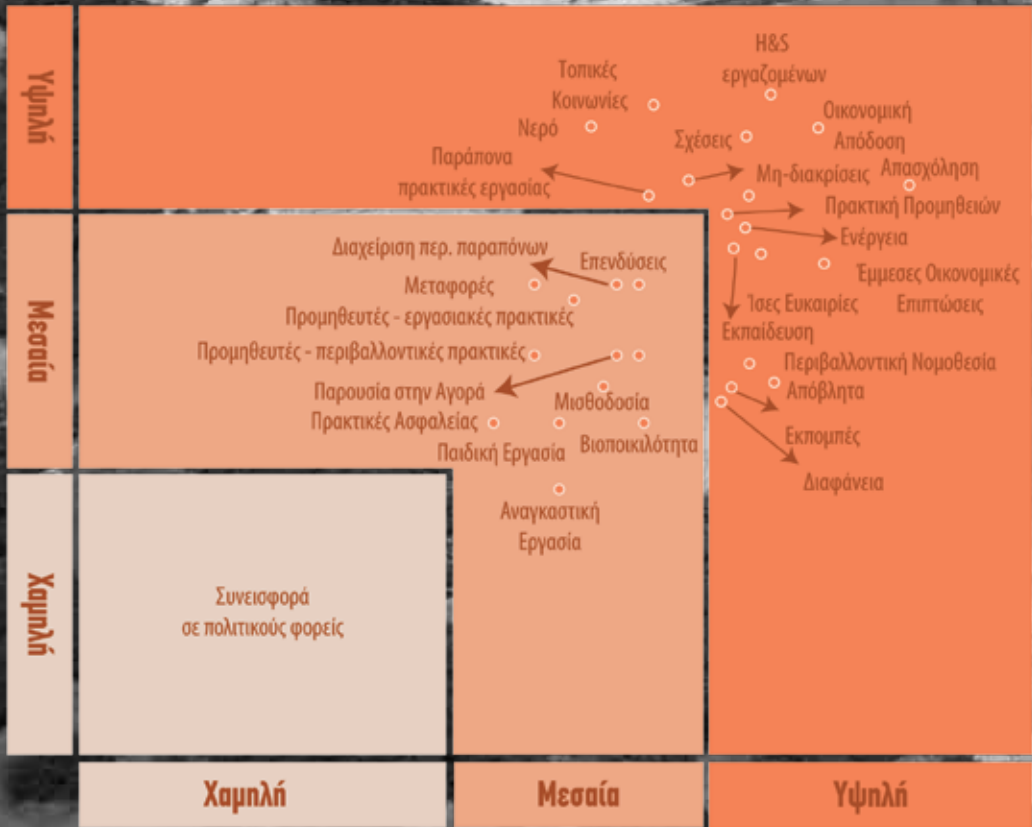 Υψηλή
Μεσαία
Χαμηλή
H&S
εργαζομένων
Τοπικές
Κοινωνίες
Νερό
Οικονομική
Απόδοση
Σχέσεις
Παράπονα
πρακτικές εργασίας
Μη-διακρίσεις
Απασχόληση
Πρακτική Προμηθειών
Ενέργεια
Διαχείριση περ. παραπόνων
Επενδύσεις
Μεταφορές
Έμμεσες Οικονομικές
Επιπτώσεις
Προμηθευτές - εργασιακές πρακτικές
Ίσες Ευκαιρίες
Εκπαίδευση
Προμηθευτές - περιβαλλοντικές πρακτικές
Περιβαλλοντική Νομοθεσία
Παρουσία στην Αγορά
Απόβλητα
Μισθοδοσία
Πρακτικές Ασφαλείας
Εκπομπές
Παιδική Εργασία
Βιοποικιλότητα
Διαφάνεια
Αναγκαστική
Εργασία
Συνεισφορά
σε πολιτικούς φορείς
Χαμηλή
Μεσαία
Υψηλή